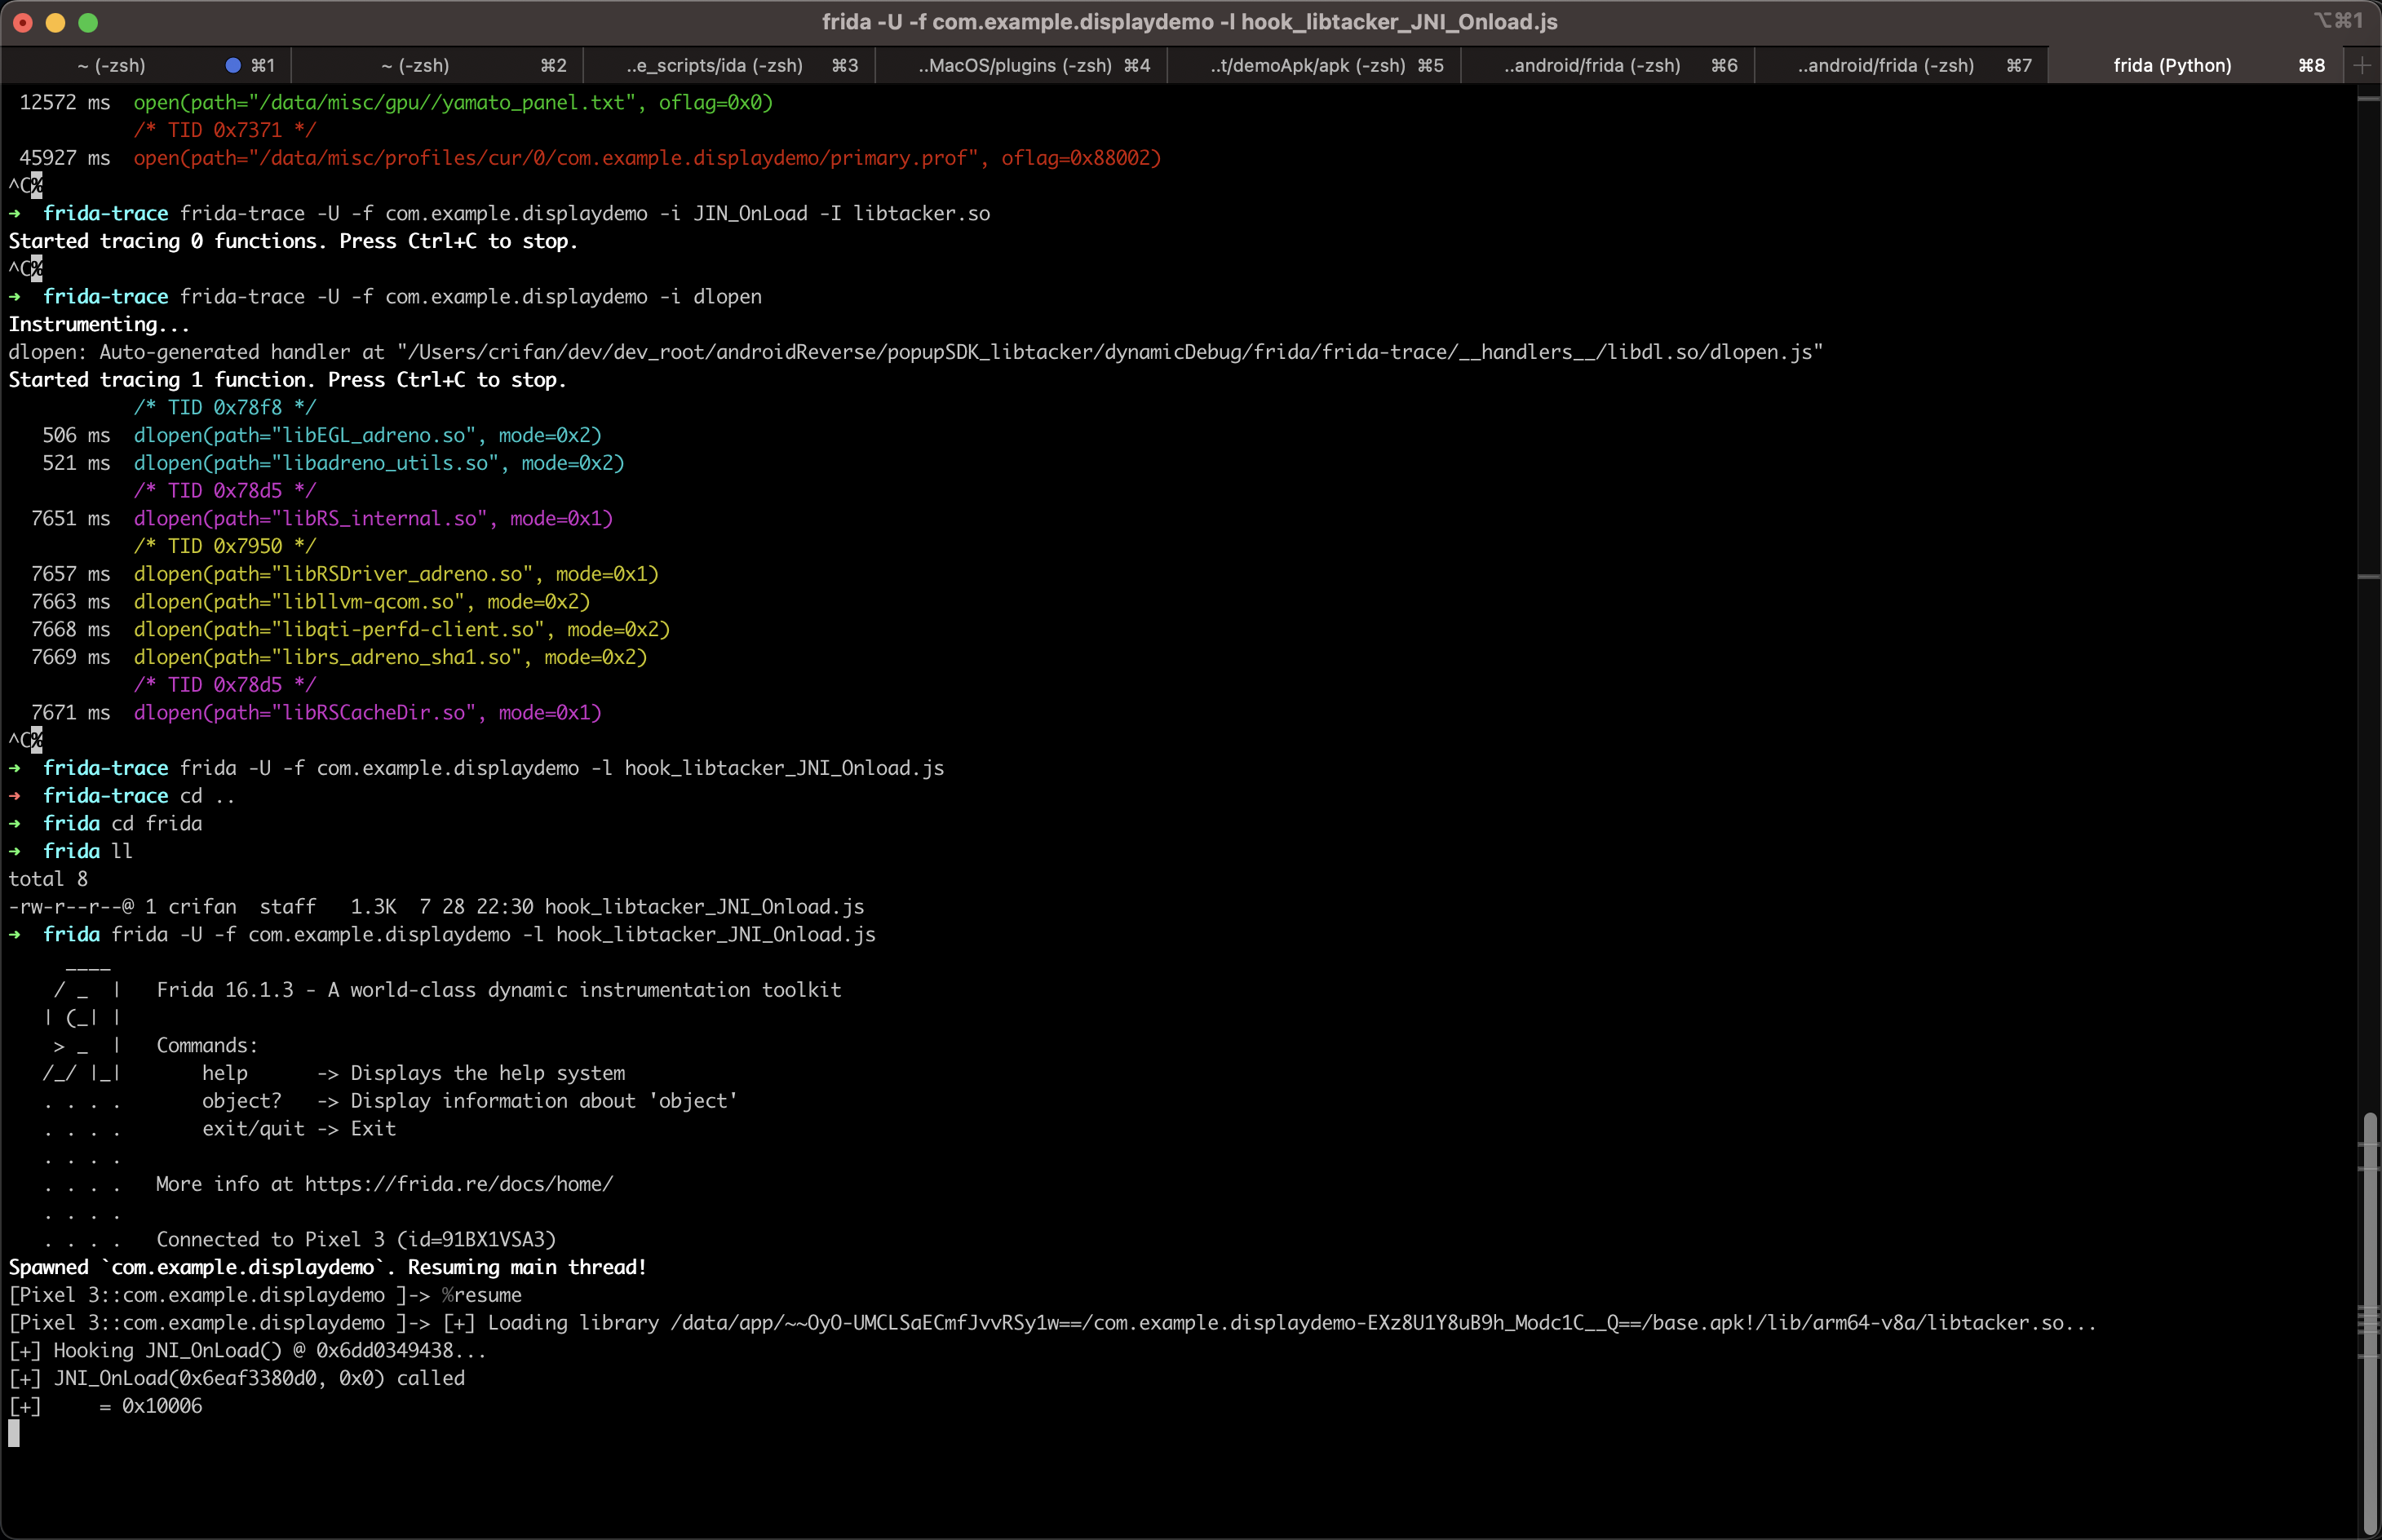 frida -U -f com.example.displaydemo -l hook_libtacker_JNI_Onload.js ⌥⌘1
~ (-zsh) ⌘1 ~ (-zsh) ⌘2 ..e_scripts/ida (-zsh) ⌘3 ..MacOS/plugins (-zsh) ⌘4 ..t/demoApk/apk (-zsh) ⌘5 ..android/frida (-zsh) ⌘6 ..android/frida (-zsh) ⌘7 frida (Python) ⌘8 +
12572 ms  open(path="/data/misc/gpu//yamato_panel.txt", oflag=0x0)
/* TID 0x7371 */
45927 ms  open(path="/data/misc/profiles/cur/0/com.example.displaydemo/primary.prof", oflag=0x88002)
^C%
→  frida-trace frida-trace -U -f com.example.displaydemo -i JIN_OnLoad -I libtacker.so
Started tracing 0 functions. Press Ctrl+C to stop.
^C%
→  frida-trace frida-trace -U -f com.example.displaydemo -i dlopen
Instrumenting...
dlopen: Auto-generated handler at "/Users/crifan/dev/dev_root/androidReverse/popupSDK_libtacker/dynamicDebug/frida/frida-trace/__handlers__/libdl.so/dlopen.js"
Started tracing 1 function. Press Ctrl+C to stop.
/* TID 0x78f8 */
506 ms  dlopen(path="libEGL_adreno.so", mode=0x2)
521 ms  dlopen(path="libadreno_utils.so", mode=0x2)
/* TID 0x78d5 */
7651 ms  dlopen(path="libRS_internal.so", mode=0x1)
/* TID 0x7950 */
7657 ms  dlopen(path="libRSDriver_adreno.so", mode=0x1)
7663 ms  dlopen(path="libllvm-qcom.so", mode=0x2)
7668 ms  dlopen(path="libqti-perfd-client.so", mode=0x2)
7669 ms  dlopen(path="librs_adreno_sha1.so", mode=0x2)
/* TID 0x78d5 */
7671 ms  dlopen(path="libRSCacheDir.so", mode=0x1)
^C%
→  frida-trace frida -U -f com.example.displaydemo -l hook_libtacker_JNI_Onload.js
→  frida-trace cd ..
→  frida cd frida
→  frida ll
total 8
-rw-r--r--@ 1 crifan  staff   1.3K  7 28 22:30 hook_libtacker_JNI_Onload.js
→  frida frida -U -f com.example.displaydemo -l hook_libtacker_JNI_Onload.js
     ____
    / _  |   Frida 16.1.3 - A world-class dynamic instrumentation toolkit
   | (_| |
    > _  |   Commands:
   /_/ |_|       help      -> Displays the help system
   . . . .       object?   -> Display information about 'object'
   . . . .       exit/quit -> Exit
   . . . .
   . . . .   More info at https://frida.re/docs/home/
   . . . .
   . . . .   Connected to Pixel 3 (id=91BX1VSA3)
Spawned `com.example.displaydemo`. Resuming main thread!
[Pixel 3::com.example.displaydemo ]-> %resume
[Pixel 3::com.example.displaydemo ]-> [+] Loading library /data/app/~~OyO-UMCLSaECmfJvvRSy1w==/com.example.displaydemo-EXz8U1Y8uB9h_Modc1C__Q==/base.apk!/lib/arm64-v8a/libtacker.so...
[+] Hooking JNI_OnLoad() @ 0x6dd0349438...
[+] JNI_OnLoad(0x6eaf3380d0, 0x0) called
[+]     = 0x10006